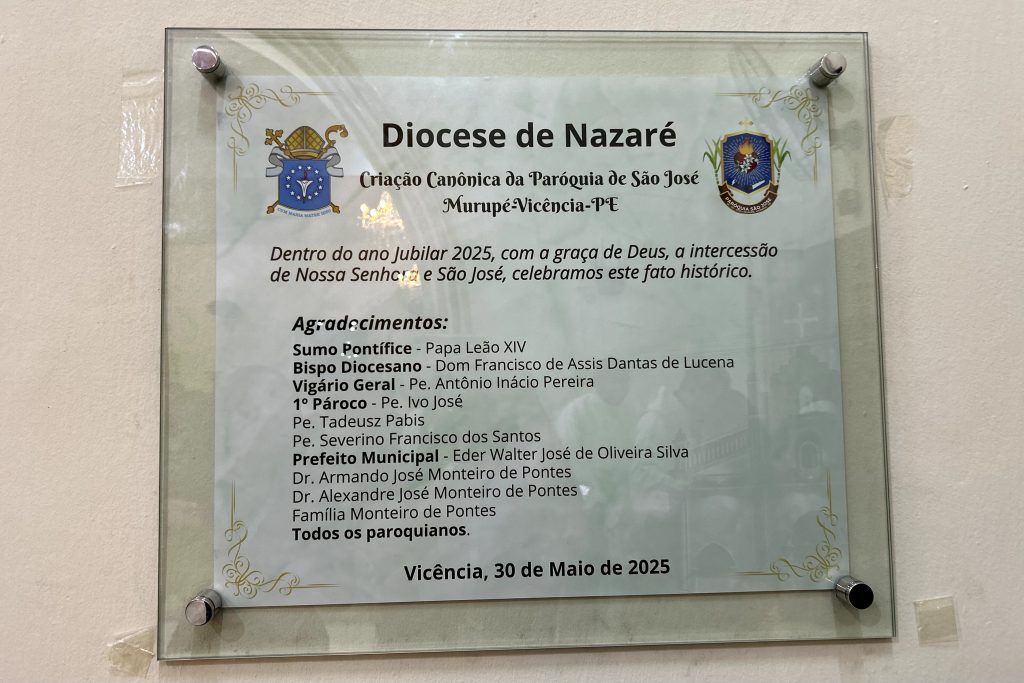 Diocese de Nazaré
Criação Canônica da Paróquia de São José
Murupé-Vicência-PE
PARÓQUIA SÃO JOSÉ
Dentro do ano Jubilar 2025, com a graça de Deus, a intercessão
de Nossa Senhora e São José, celebramos este fato histórico.
Agradecimentos:
Sumo Pontífice - Papa Leão XIV
Bispo Diocesano - Dom Francisco de Assis Dantas de Lucena
Vigário Geral - Pe. Antônio Inácio Pereira
1º Pároco - Pe. Ivo José
Pe. Tadeusz Pabis
Pe. Severino Francisco dos Santos
Prefeito Municipal - Eder Walter José de Oliveira Silva
Dr. Armando José Monteiro de Pontes
Dr. Alexandre José Monteiro de Pontes
Família Monteiro de Pontes
Todos os paroquianos.
Vicência, 30 de Maio de 2025